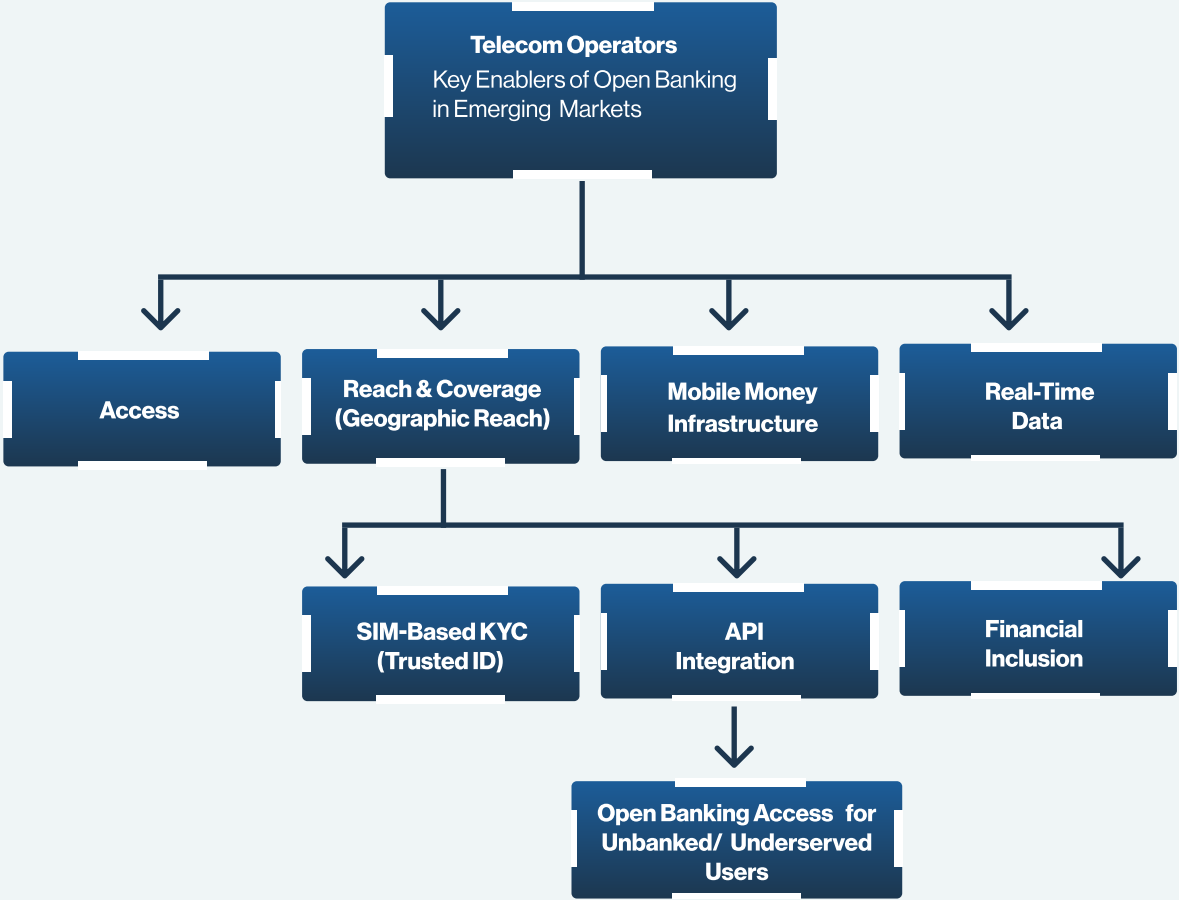 Telecom Operators
Key Enablers of Open Banking
in Emerging Markets
Access
Reach & Coverage
(Geographic Reach)
Mobile Money
Infrastructure
Real-Time
Data
SIM-Based KYC
(Trusted ID)
API
Integration
Financial
Inclusion
Open Banking Access for
Unbanked/ Underserved
Users